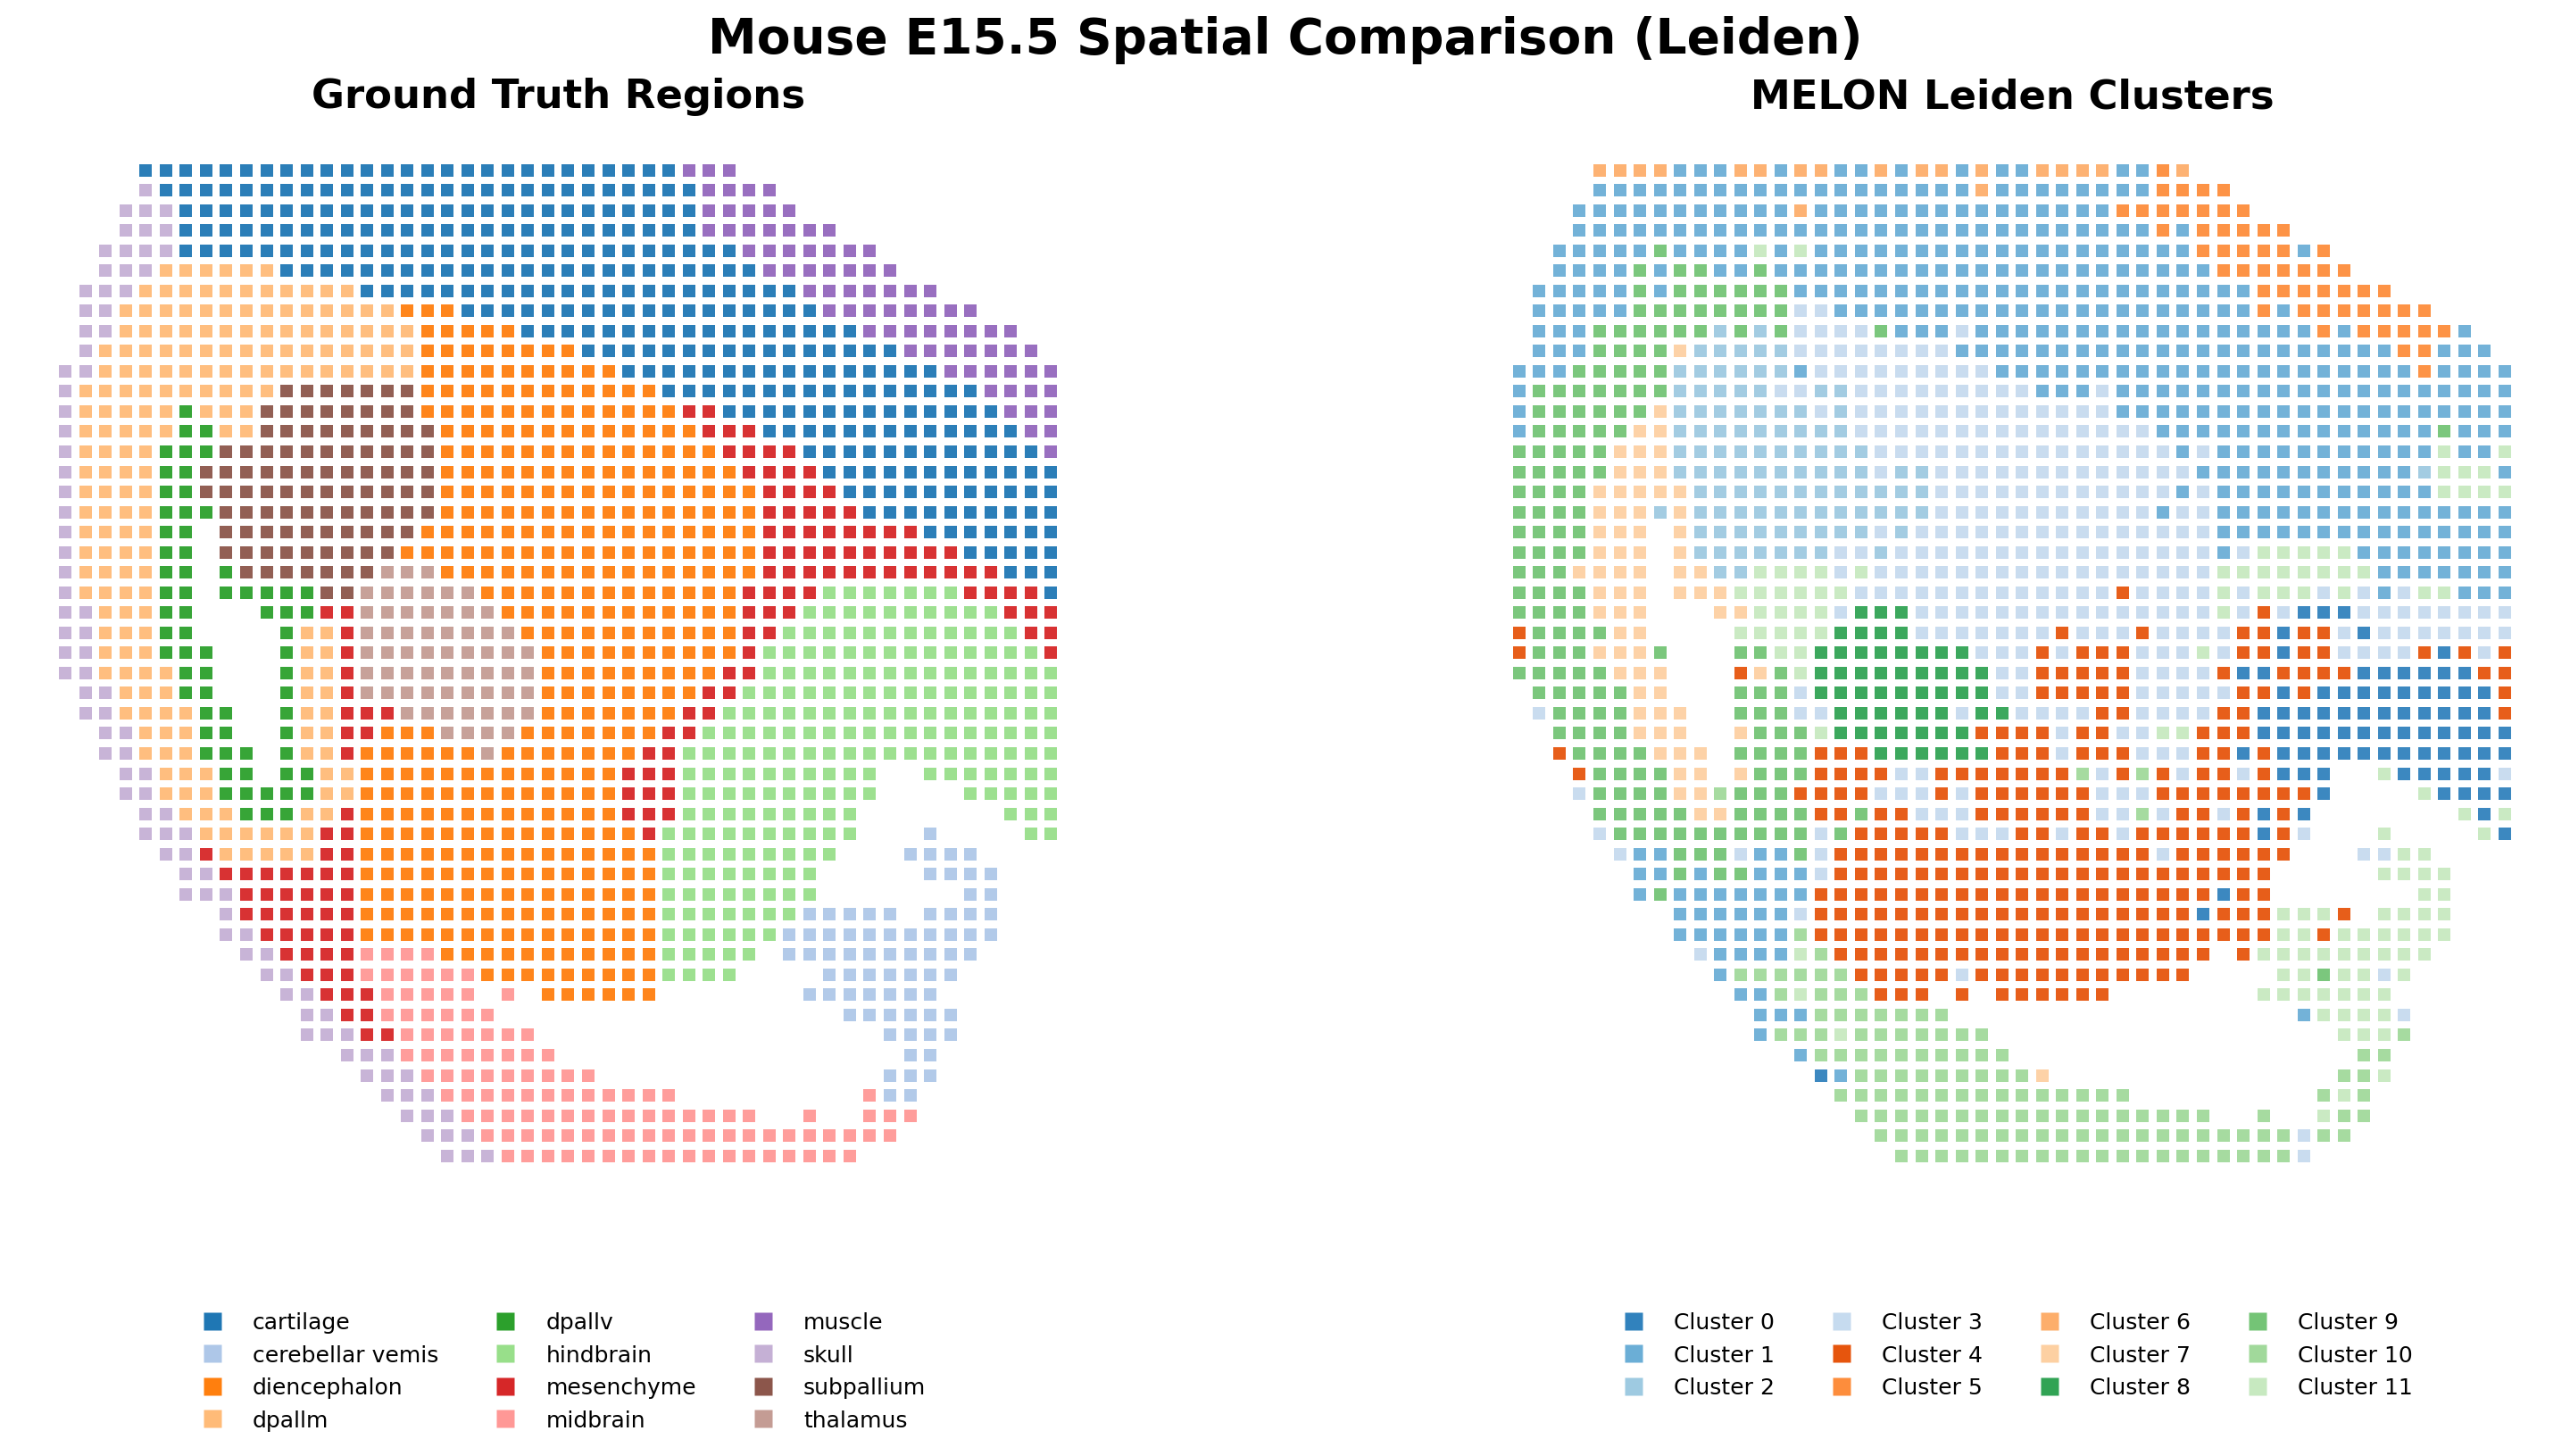 Mouse E15.5 Spatial Comparison (Leiden)
Ground Truth Regions
MELON Leiden Clusters
cartilage
cerebellar vemis
diencephalon
dpallm
dpallv
hindbrain
mesenchyme
midbrain
muscle
skull
subpallium
thalamus
Cluster 0
Cluster 1
Cluster 2
Cluster 3
Cluster 4
Cluster 5
Cluster 6
Cluster 7
Cluster 8
Cluster 9
Cluster 10
Cluster 11